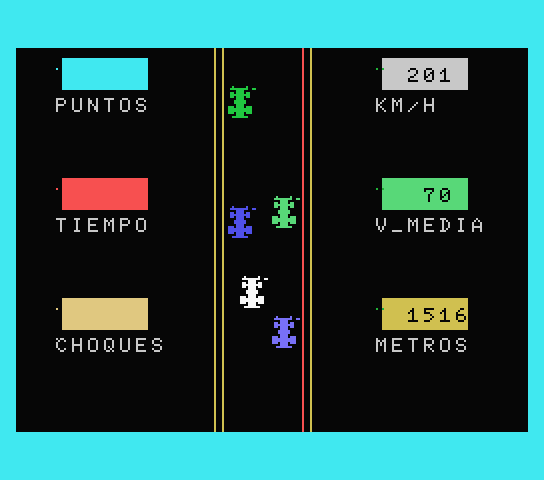 201
PUNTOS
KM/H
70
TIEMPO
V_MEDIA
1516
CHOQUES
METROS